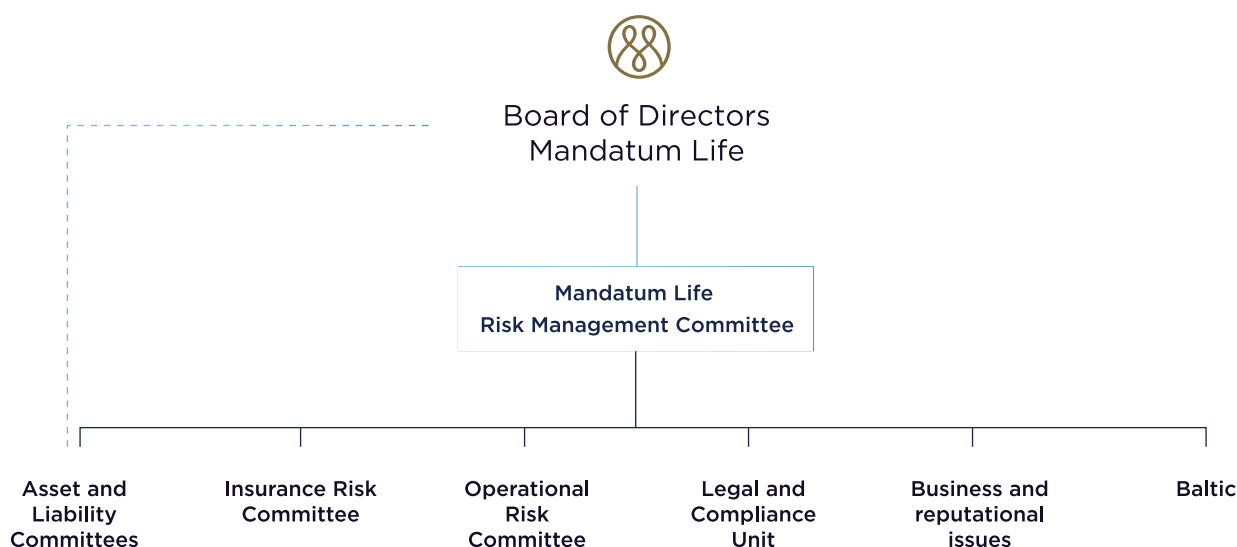 Board of Directors
Mandatum Life
Mandatum Life
Risk Management Committee
Asset and
Liability
Committees
Insurance Risk
Committee
Operational
Risk
Committee
Legal and
Compliance
Unit
Business and
reputational
issues
Baltic